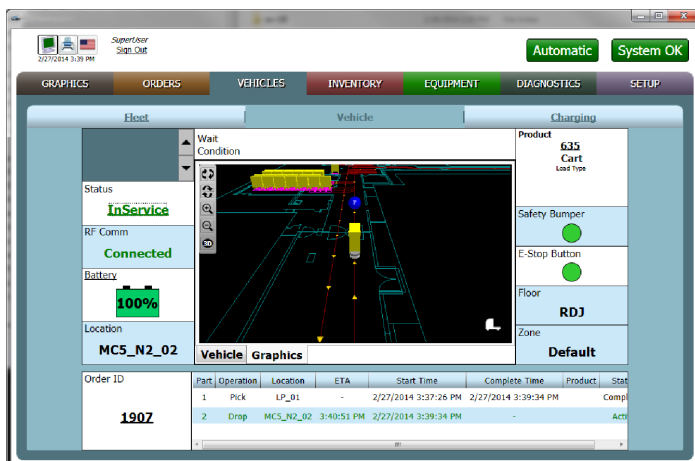 SuperUser
Sign Out
2/27/2014 3:39 PM
Automatic
System OK
GRAPHICS ORDERS VEHICLES INVENTORY EQUIPMENT DIAGNOSTICS SETUP
Fleet Vehicle Charging
Wait
Condition
Product
635
Cart
Load Type
Status
InService
RF Comm
Connected
Battery
100%
Location
MC5_N2_02
3D
Safety Bumper
E-Stop Button
Floor
RDJ
Zone
Default
Vehicle Graphics
Order ID
1907
Part Operation Location ETA Start Time Complete Time Product Stat
1 Pick LP_01 - 2/27/2014 3:37:26 PM 2/27/2014 3:39:34 PM Compl
2 Drop MC5_N2_02 3:40:51 PM 2/27/2014 3:39:34 PM - Acti